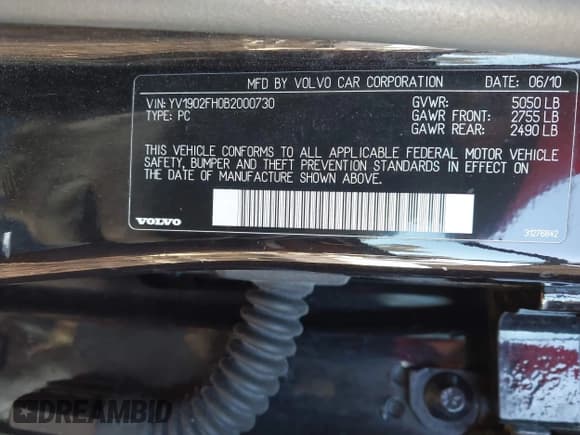 MFD BY VOLVO CAR CORPORATION DATE: 06/10
VIN: YV1902FH0B2000730 GVWR: 5050 LB
TYPE: PC GAWR FRONT: 2755 LB
GAWR REAR: 2490 LB
THIS VEHICLE CONFORMS TO ALL APPLICABLE FEDERAL MOTOR VEHICLE
SAFETY, BUMPER AND THEFT PREVENTION STANDARDS IN EFFECT ON
THE DATE OF MANUFACTURE SHOWN ABOVE.
VOLVO
DREAMBID